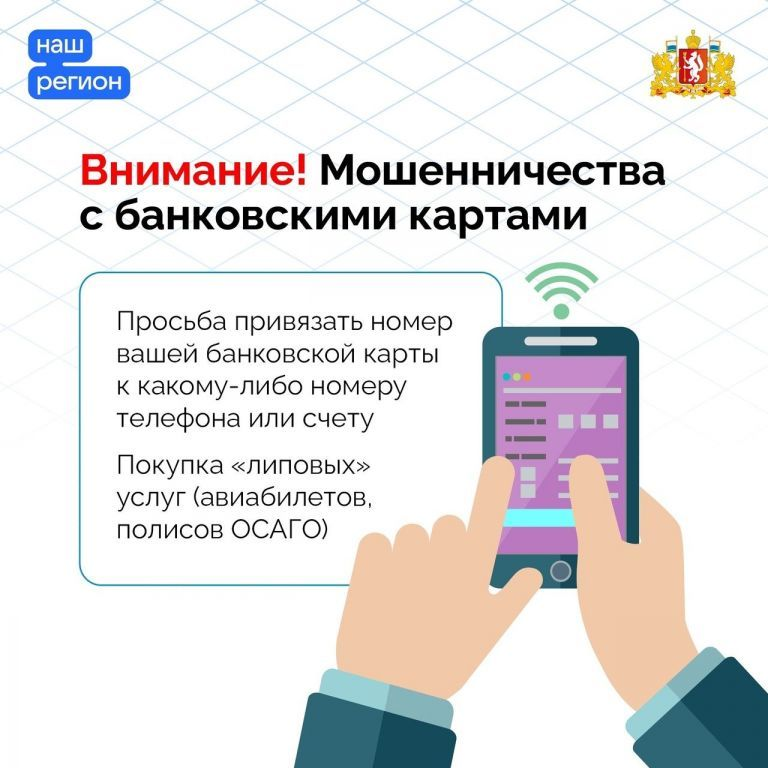 наш
регион
Внимание! Мошенничества
с банковскими картами
Просьба привязать номер
вашей банковской карты
к какому-либо номеру
телефона или счету
Покупка «липовых»
услуг (авиабилетов,
полисов ОСАГО)